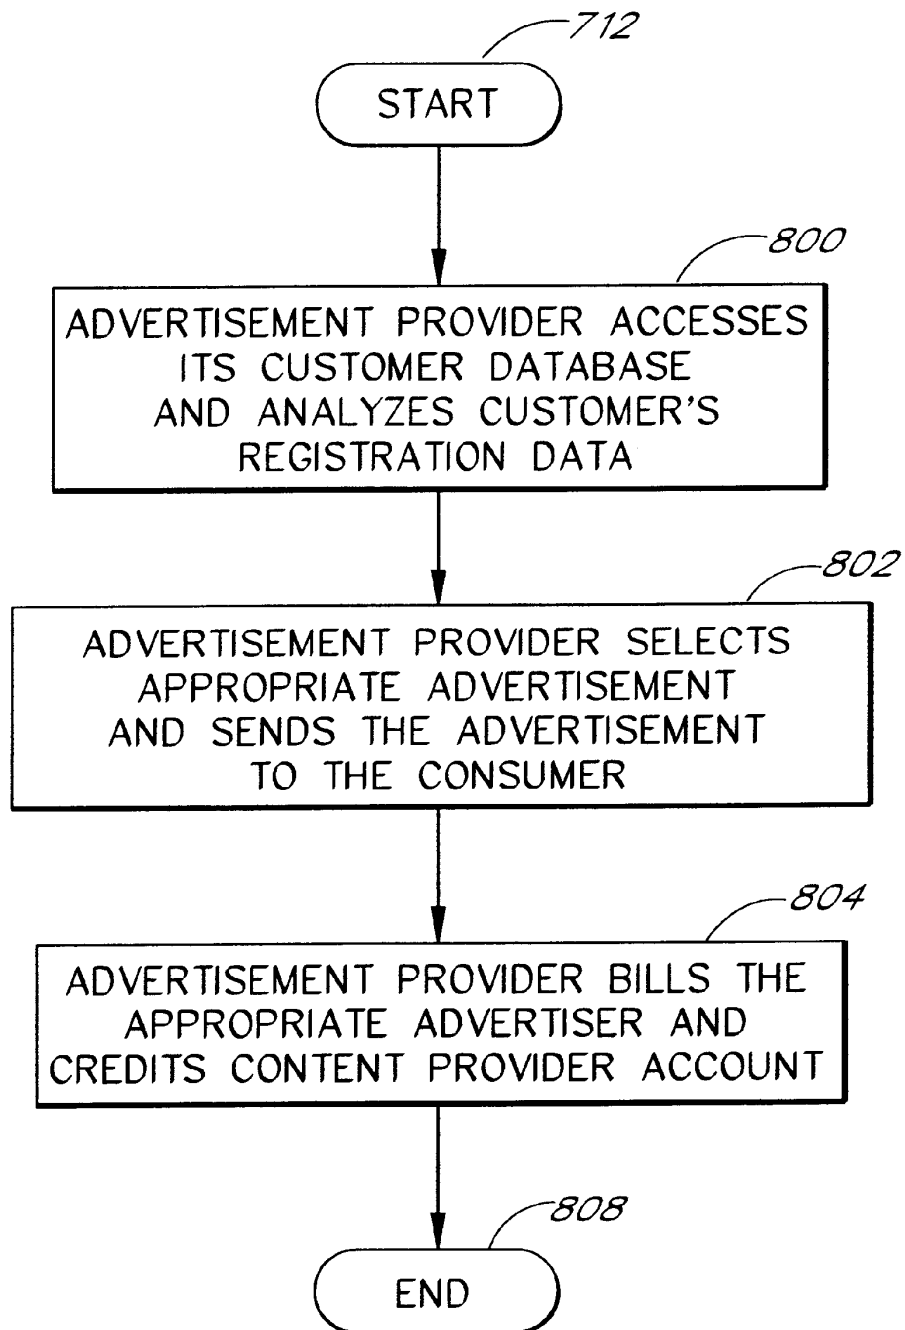 712
START
800
ADVERTISEMENT PROVIDER ACCESSES
ITS CUSTOMER DATABASE
AND ANALYZES CUSTOMER'S
REGISTRATION DATA
802
ADVERTISEMENT PROVIDER SELECTS
APPROPRIATE ADVERTISEMENT
AND SENDS THE ADVERTISEMENT
TO THE CONSUMER
804
ADVERTISEMENT PROVIDER BILLS THE
APPROPRIATE ADVERTISER AND
CREDITS CONTENT PROVIDER ACCOUNT
808
END